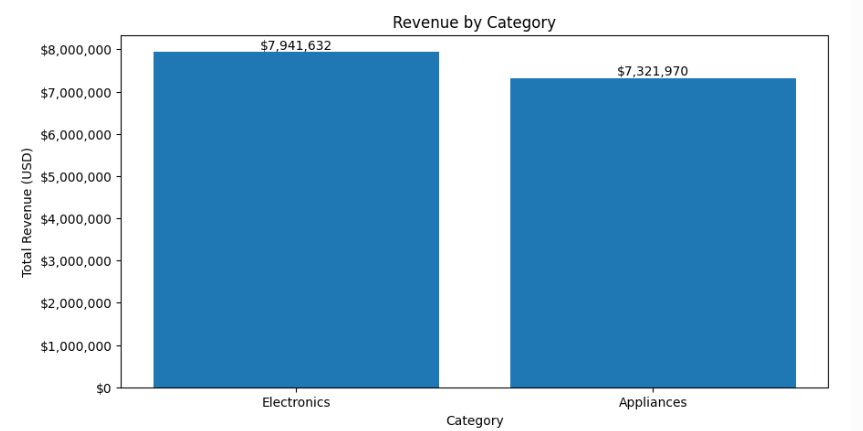 Revenue by Category
$7,941,632
$7,321,970
$8,000,000
$7,000,000
$6,000,000
$5,000,000
$4,000,000
$3,000,000
$2,000,000
$1,000,000
$0
Total Revenue (USD)
Electronics
Appliances
Category